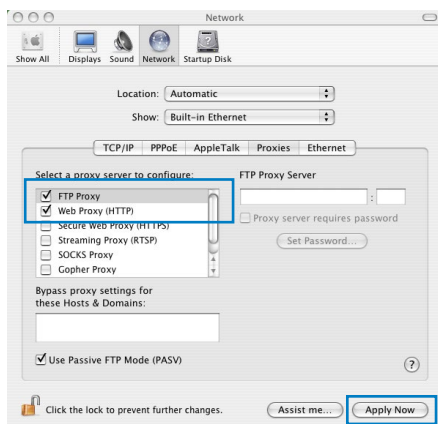 Network
Show All Displays Sound Network Startup Disk
Location: Automatic
Show: Built-in Ethernet
TCP/IP PPPoE AppleTalk Proxies Ethernet
Select a proxy server to configure: FTP Proxy Server
FTP Proxy
:
Web Proxy (HTTP)
Proxy server requires password
Secure Web Proxy (HTTPS)
Streaming Proxy (RTSP) Set Password...
SOCKS Proxy
Gopher Proxy
Bypass proxy settings for
these Hosts & Domains:
Use Passive FTP Mode (PASV)
?
Click the lock to prevent further changes. Assist me... Apply Now